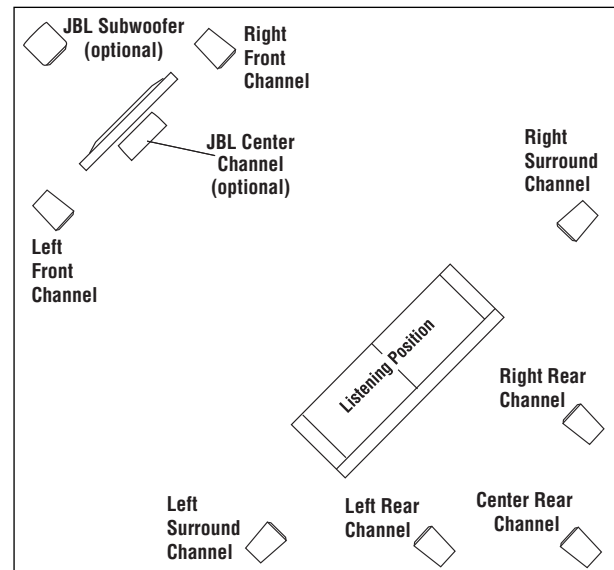 JBL Subwoofer
(optional)
Right
Front
Channel
JBL Center
Channel
(optional)
Right
Surround
Channel
Left
Front
Channel
Listening Position
Right Rear
Channel
Left
Surround
Channel
Left Rear
Channel
Center Rear
Channel